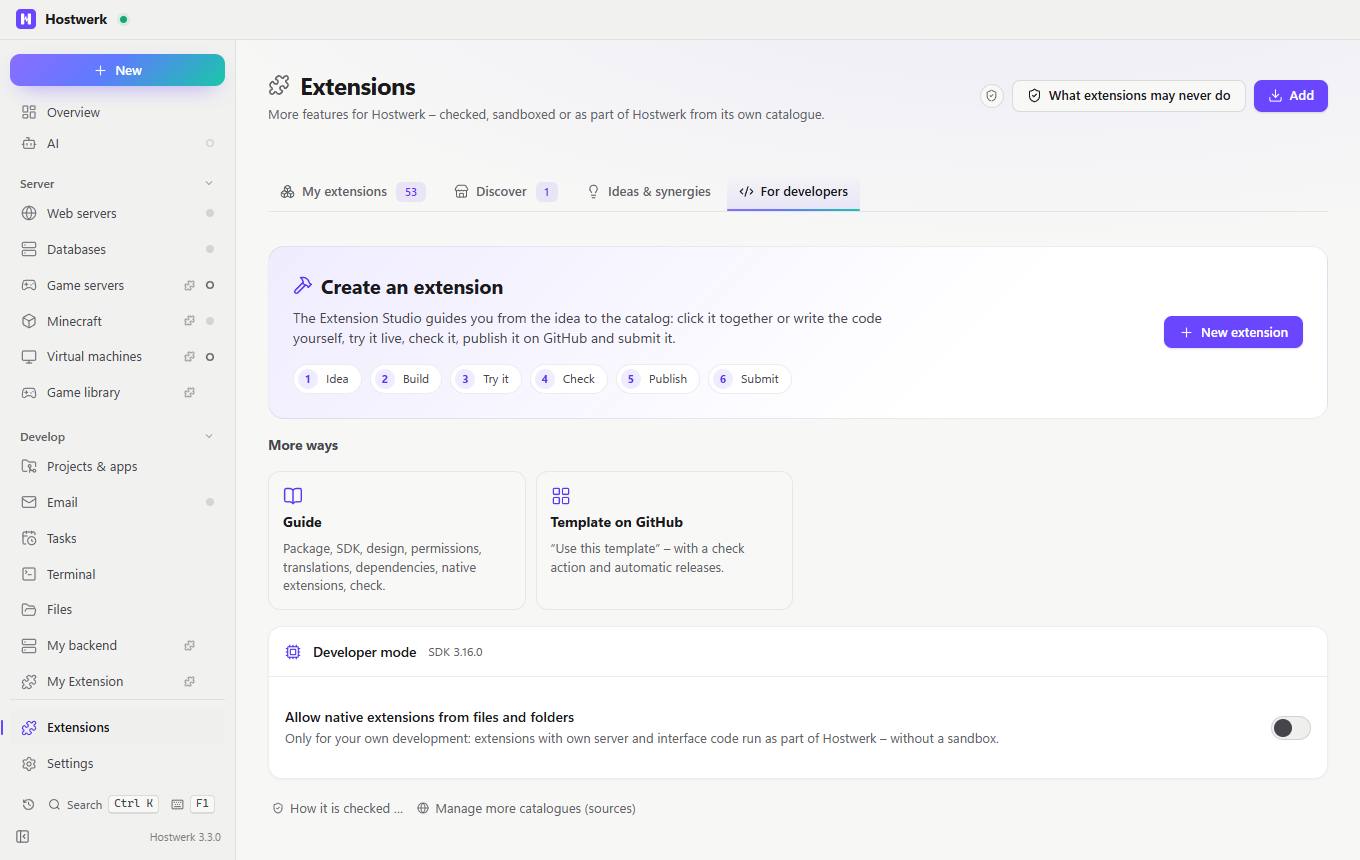 Hostwerk
New
Overview
AI
Server
Web servers
Databases
Game servers
Minecraft
Virtual machines
Game library
Develop
Projects & apps
Email
Tasks
Terminal
Files
My backend
My Extension
Extensions
Settings
Search Ctrl K F1
Hostwerk 3.3.0
Extensions
More features for Hostwerk – checked, sandboxed or as part of Hostwerk from its own catalogue.
What extensions may never do
Add
My extensions 53
Discover 1
Ideas & synergies
For developers
Create an extension
The Extension Studio guides you from the idea to the catalog: click it together or write the code
yourself, try it live, check it, publish it on GitHub and submit it.
1 Idea
2 Build
3 Try it
4 Check
5 Publish
6 Submit
New extension
More ways
Guide
Package, SDK, design, permissions,
translations, dependencies, native
extensions, check.
Template on GitHub
“Use this template” – with a check
action and automatic releases.
Developer mode SDK 3.16.0
Allow native extensions from files and folders
Only for your own development: extensions with own server and interface code run as part of Hostwerk – without a sandbox.
How it is checked ...
Manage more catalogues (sources)